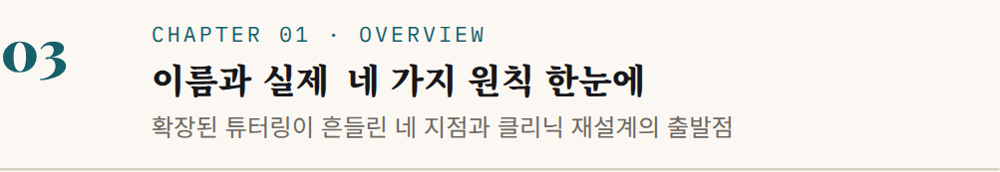 03
CHAPTER 01 · OVERVIEW
이름과 실제 네 가지 원칙 한눈에
확장된 튜터링이 흔들린 네 지점과 클리닉 재설계의 출발점